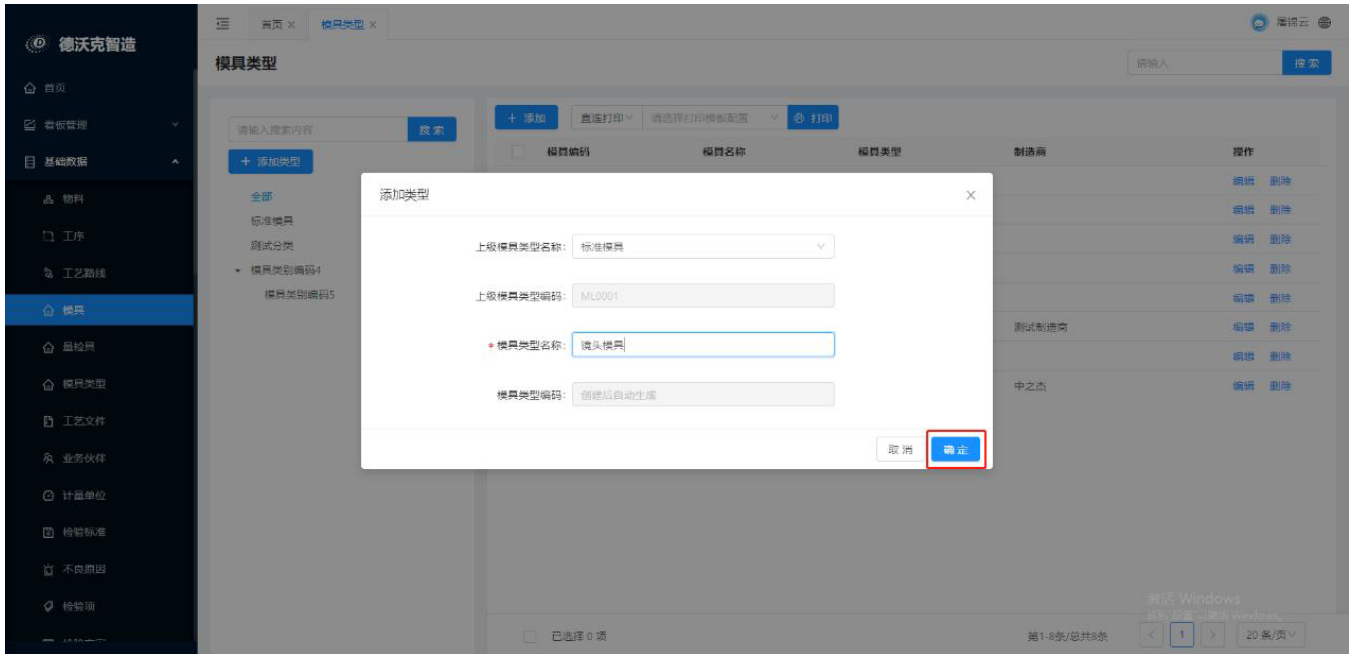 德沃克智造
首页
看板管理
基础数据
物料
工序
工艺路线
模具
量检具
模具类型
工艺文件
业务伙伴
计量单位
检验标准
不良原因
检验项
首页 ×
模具类型 ×
潘锦云
模具类型
请输入
搜 索
请输入搜索内容
搜 索
+ 添加类型
全部
标准模具
测试分类
模具类别编码4
模具类别编码5
+ 添加
直连打印
请选择打印模板配置
打印
模具编码 模具名称 模具类型 制造商 操作
编辑 删除
编辑 删除
编辑 删除
编辑 删除
编辑 删除
测试制造商 编辑 删除
编辑 删除
中之杰 编辑 删除
添加类型 ×
上级模具类型名称: 标准模具
上级模具类型编码: ML0001
* 模具类型名称: 镜头模具
模具类型编码: 创建后自动生成
取 消
确 定
激活 Windows
已选择 0 项
第1-8条/总共8条
< 1 >
20 条/页